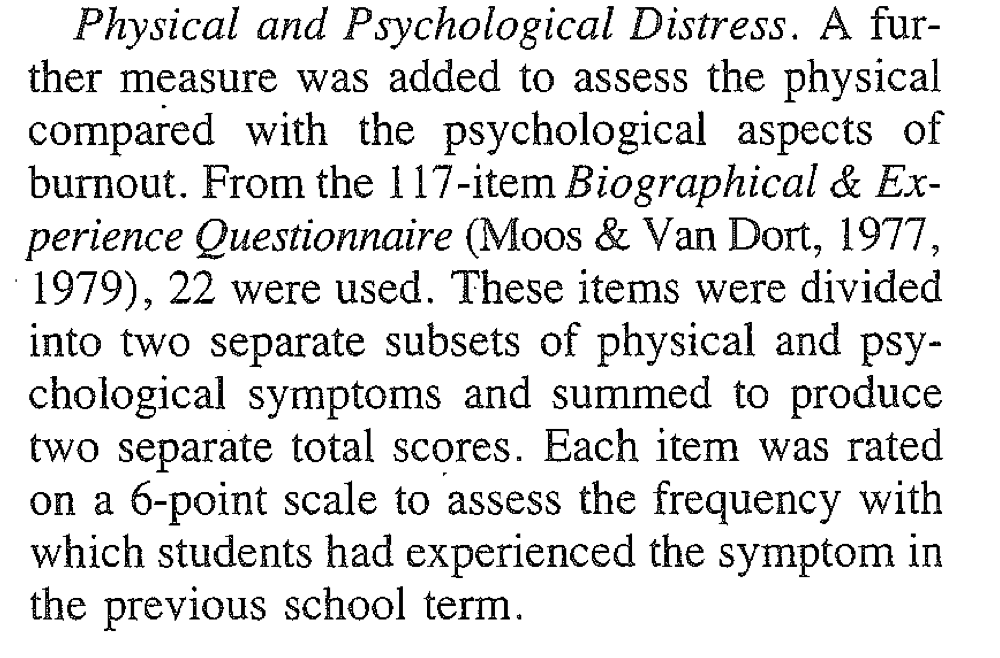 Physical and Psychological Distress. A fur-
ther measure was added to assess the physical
compared with the psychological aspects of
burnout. From the 117-item Biographical & Ex-
perience Questionnaire (Moos & Van Dort, 1977,
1979), 22 were used. These items were divided
into two separate subsets of physical and psy-
chological symptoms and summed to produce
two separate total scores. Each item was rated
on a 6-point scale to assess the frequency with
which students had experienced the symptom in
the previous school term.